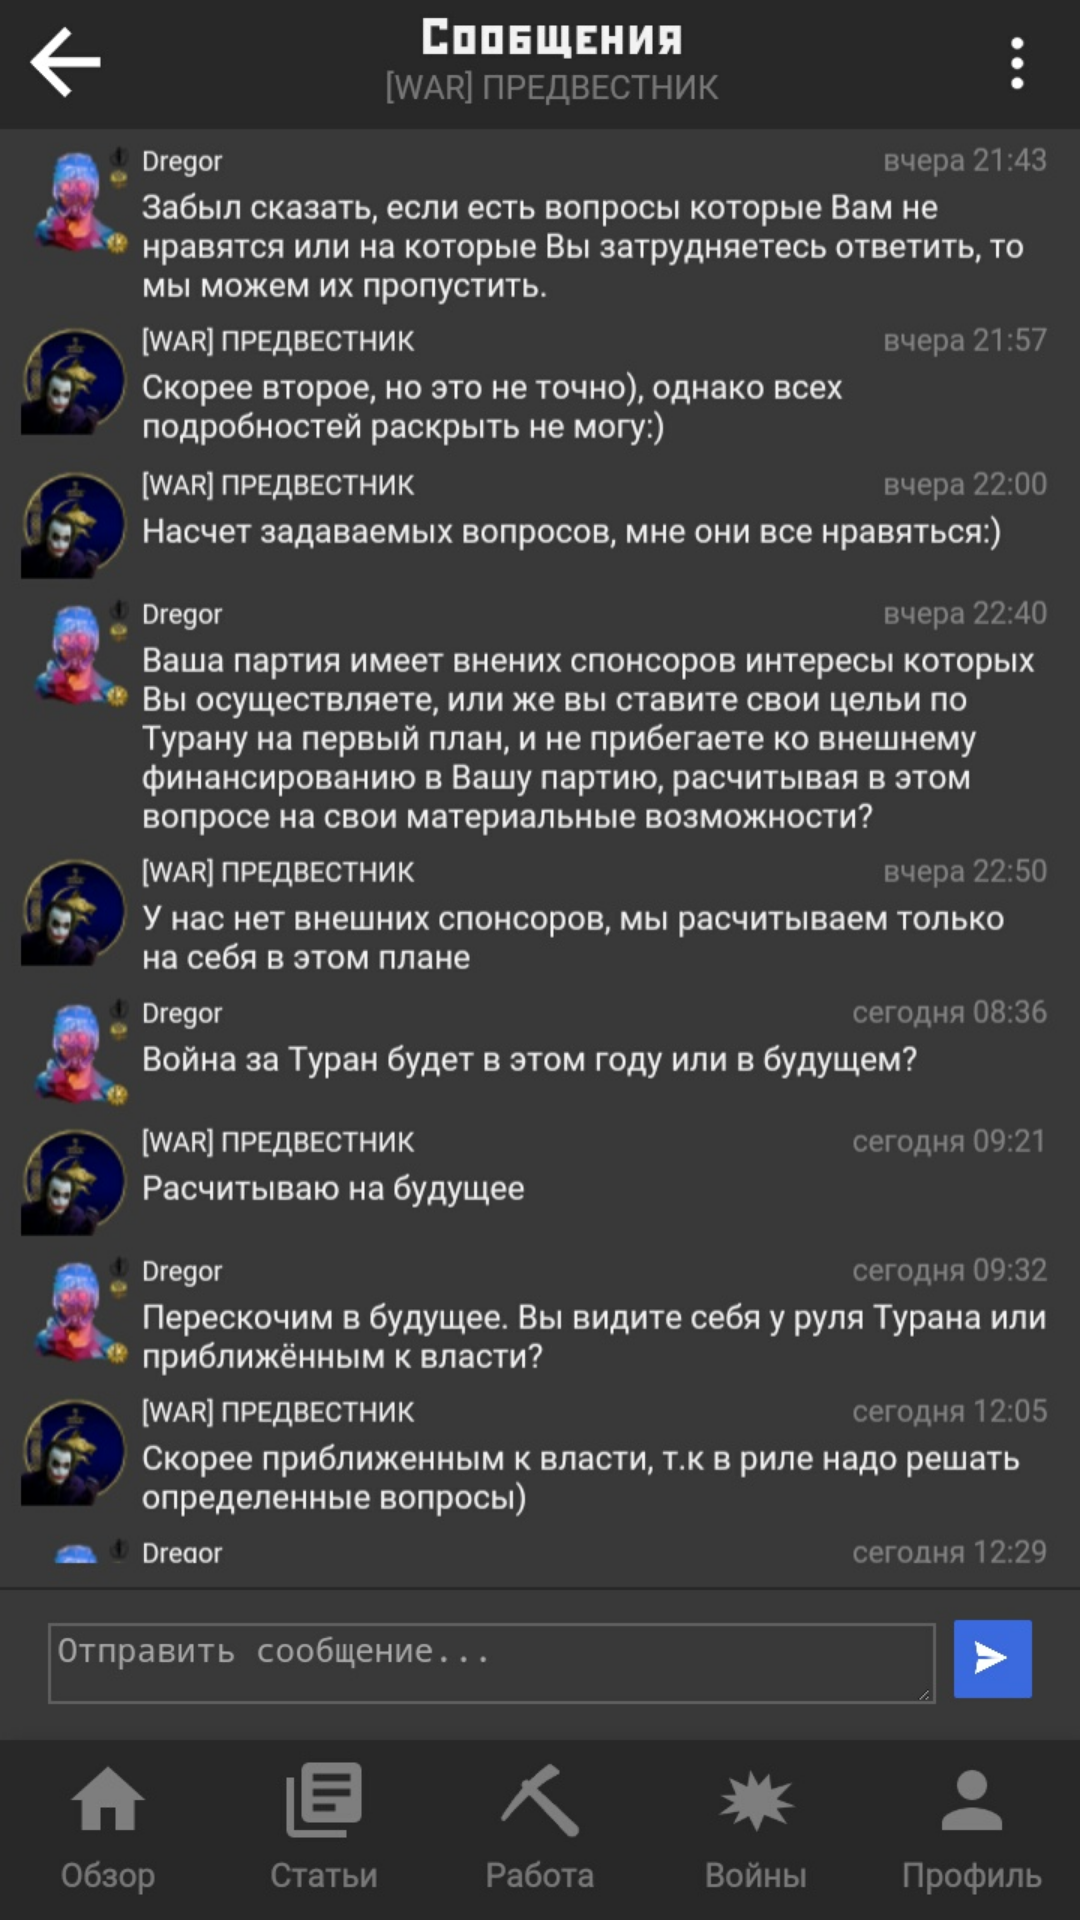 Сообщения
[WAR] ПРЕДВЕСТНИК
Dregor
вчера 21:43
Забыл сказать, если есть вопросы которые Вам не
нравятся или на которые Вы затрудняетесь ответить, то
мы можем их пропустить.
[WAR] ПРЕДВЕСТНИК
вчера 21:57
Скорее второе, но это не точно), однако всех
подробностей раскрыть не могу:)
[WAR] ПРЕДВЕСТНИК
вчера 22:00
Насчет задаваемых вопросов, мне они все нравяться:)
Dregor
вчера 22:40
Ваша партия имеет внених спонсоров интересы которых
Вы осуществляете, или же вы ставите свои цельи по
Турану на первый план, и не прибегаете ко внешнему
финансированию в Вашу партию, расчитывая в этом
вопросе на свои материальные возможности?
[WAR] ПРЕДВЕСТНИК
вчера 22:50
У нас нет внешних спонсоров, мы расчитываем только
на себя в этом плане
Dregor
сегодня 08:36
Война за Туран будет в этом году или в будущем?
[WAR] ПРЕДВЕСТНИК
сегодня 09:21
Расчитываю на будущее
Dregor
сегодня 09:32
Перескочим в будущее. Вы видите себя у руля Турана или
приближённым к власти?
[WAR] ПРЕДВЕСТНИК
сегодня 12:05
Скорее приближенным к власти, т.к в риле надо решать
определенные вопросы)
Dregor
сегодня 12:29
Отправить сообщение...
Обзор
Статьи
Работа
Войны
Профиль